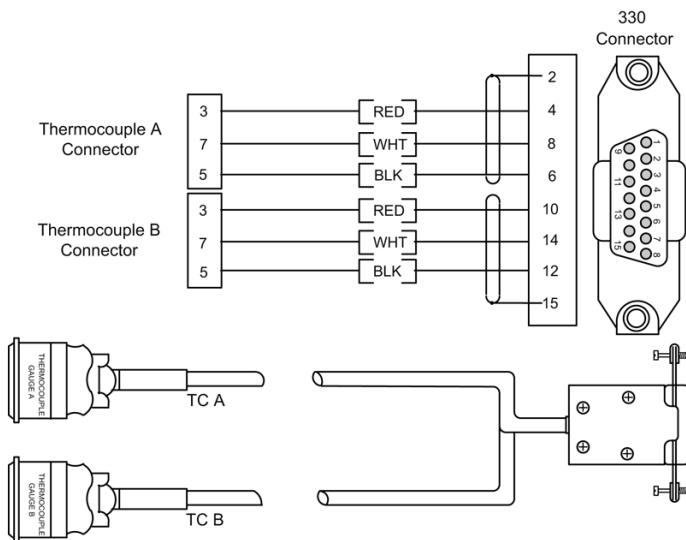 330
Connector
Thermocouple A
Connector
3 RED 4
7 WHT 8
5 BLK 6
2
Thermocouple B
Connector
3 RED 10
7 WHT 14
5 BLK 12
15
1
2
3
4
5
6
7
8
9
11
13
15
THERMOCOUPLE
GAUGE A
TC A
THERMOCOUPLE
GAUGE B
TC B